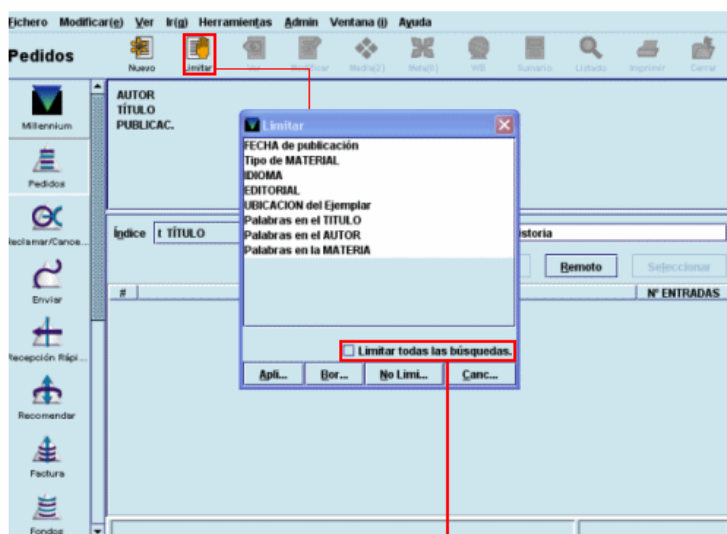 Fichero Modificar(e) Ver Ir(g) Herramientas Admin Ventana (i) Ayuda
Pedidos
Nuevo Limitar Ver Modificar Media[2] WB Sumario Listado Imprimir Cerrar
AUTOR
TÍTULO
PUBLICAC.
Millennium
Pedidos
Reclamar/Cance...
Enviar
Recepción Rápi...
Recomendar
Factura
Fondos
Limitar
FECHA de publicación
Tipo de MATERIAL
IDIOMA
EDITORIAL
UBICACION del Ejemplar
Palabras en el TITULO
Palabras en el AUTOR
Palabras en la MATERIA
Limitar todas las búsquedas.
Apli... Bor... No Limi... Canc...
Índice t TÍTULO istoria
Remoto Seleccionar
# Nº ENTRADAS